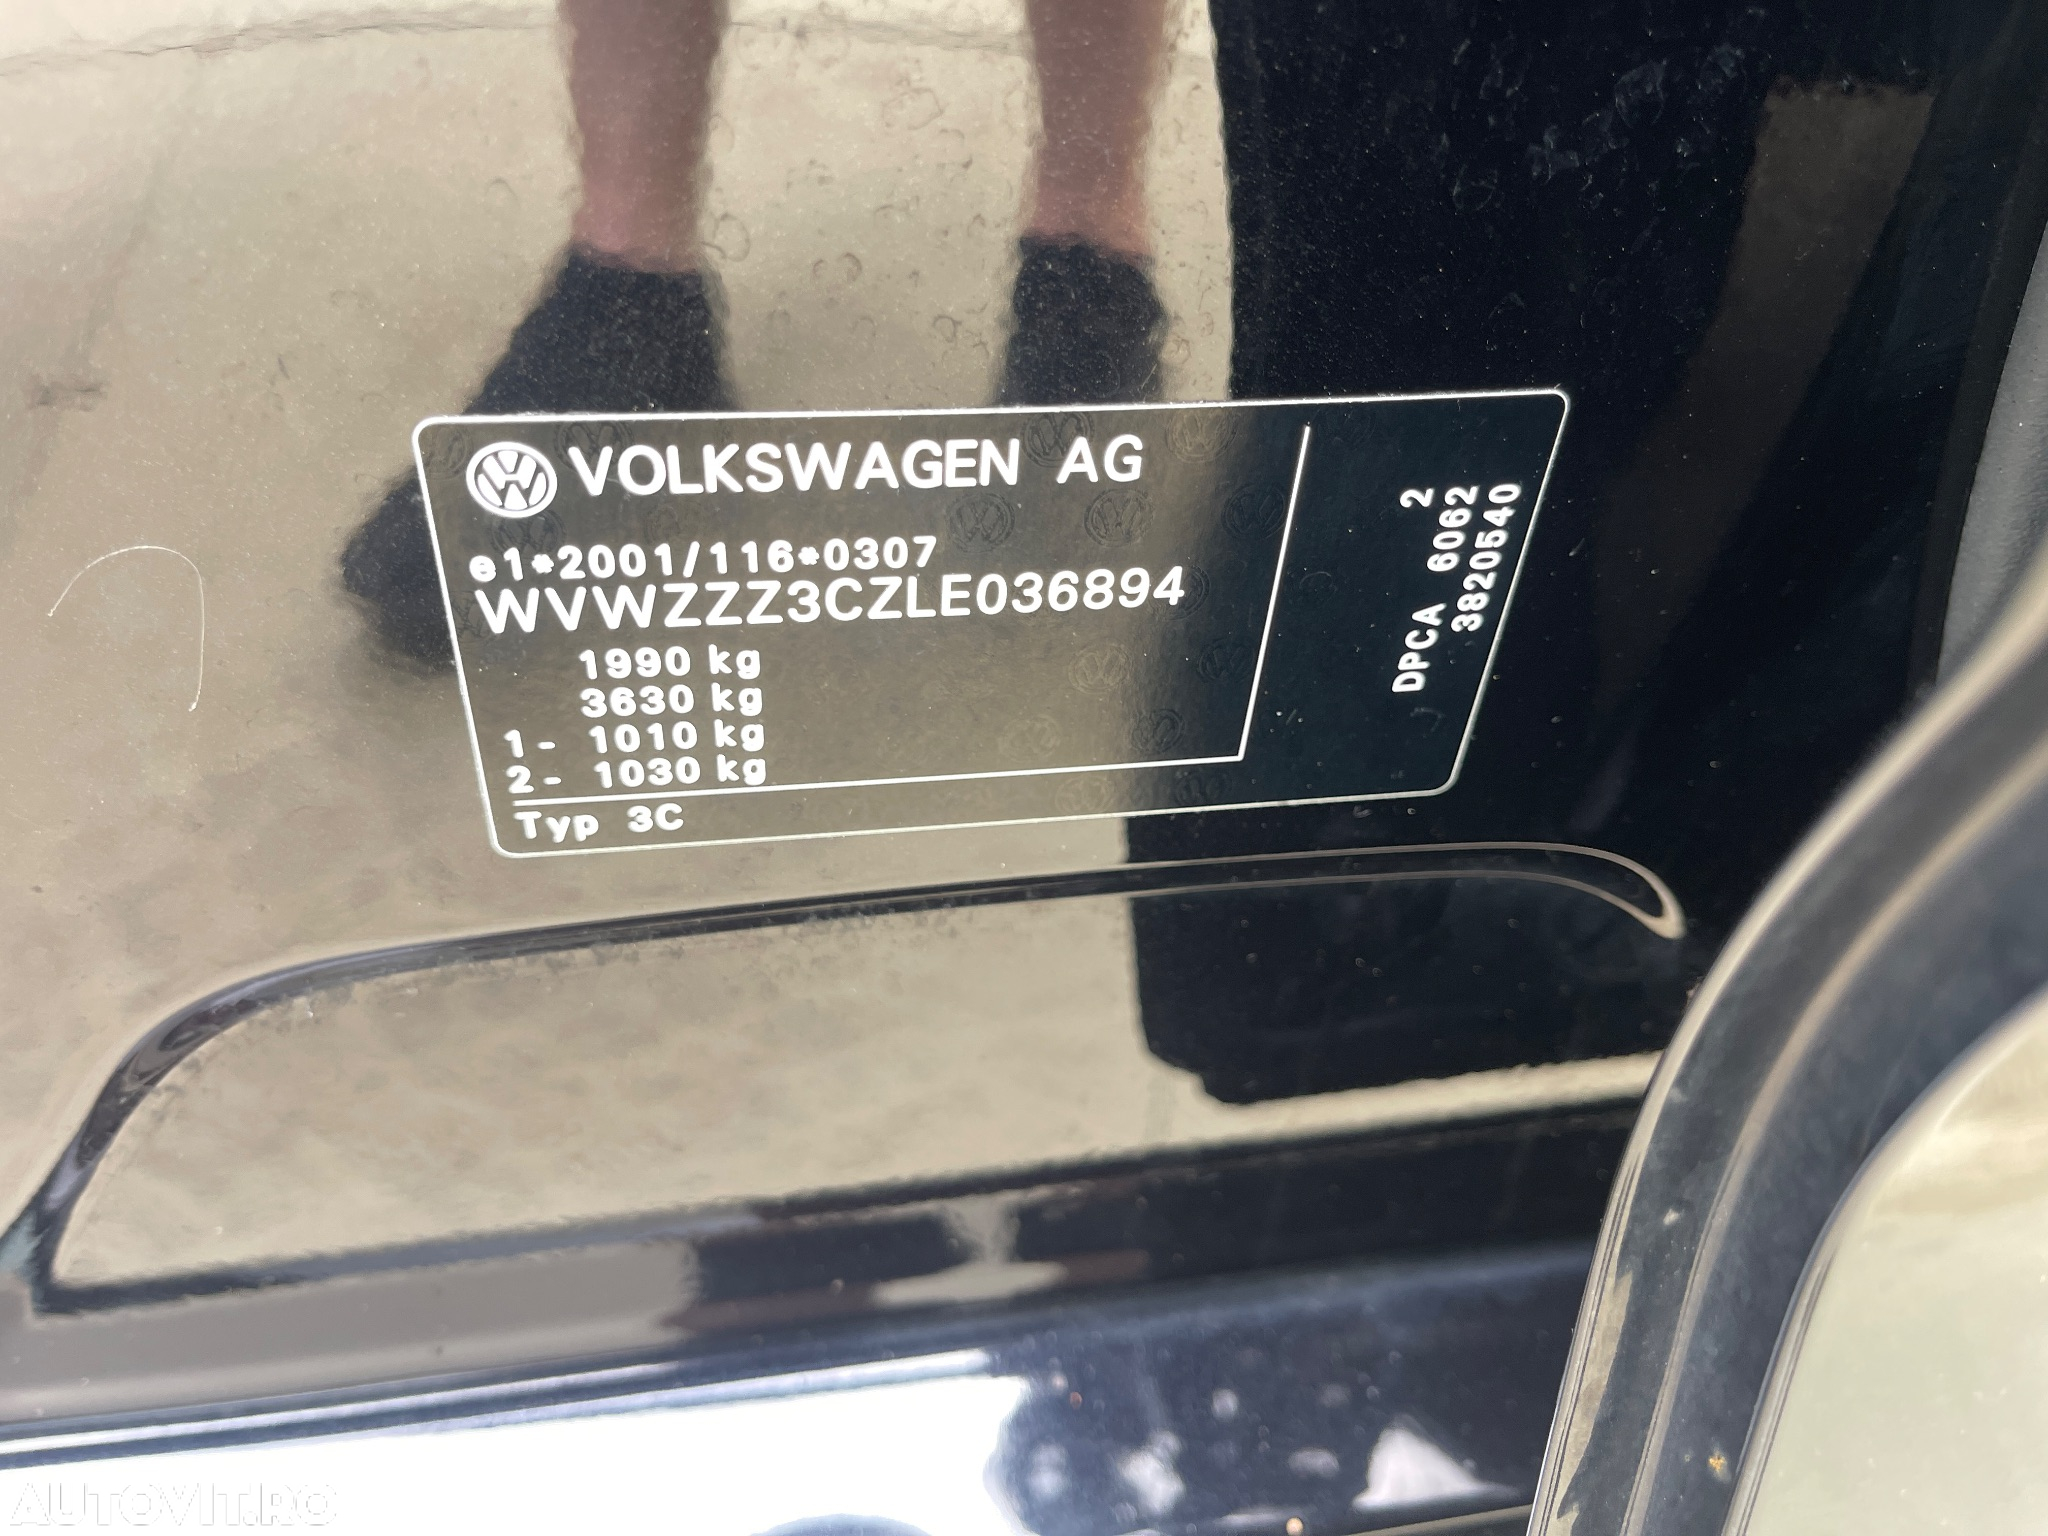 VOLKSWAGEN AG
e1*2001/116*0307
WVWZZZ3CZLE036894
1990 kg
3630 kg
1- 1010 kg
2- 1030 kg
Typ 3C
2
DPCA 6062
3820540
AUTOVIT.RO